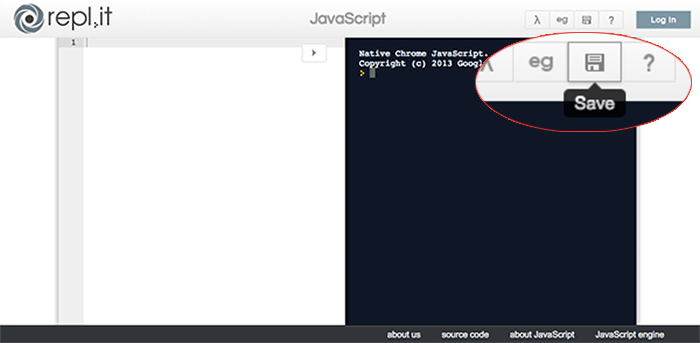 repl.it
JavaScript
λ eg ?
Log In
1
Native Chrome JavaScript.
Copyright (c) 2013 Googl
>
λ eg ?
Save
about us source code about JavaScript JavaScript engine